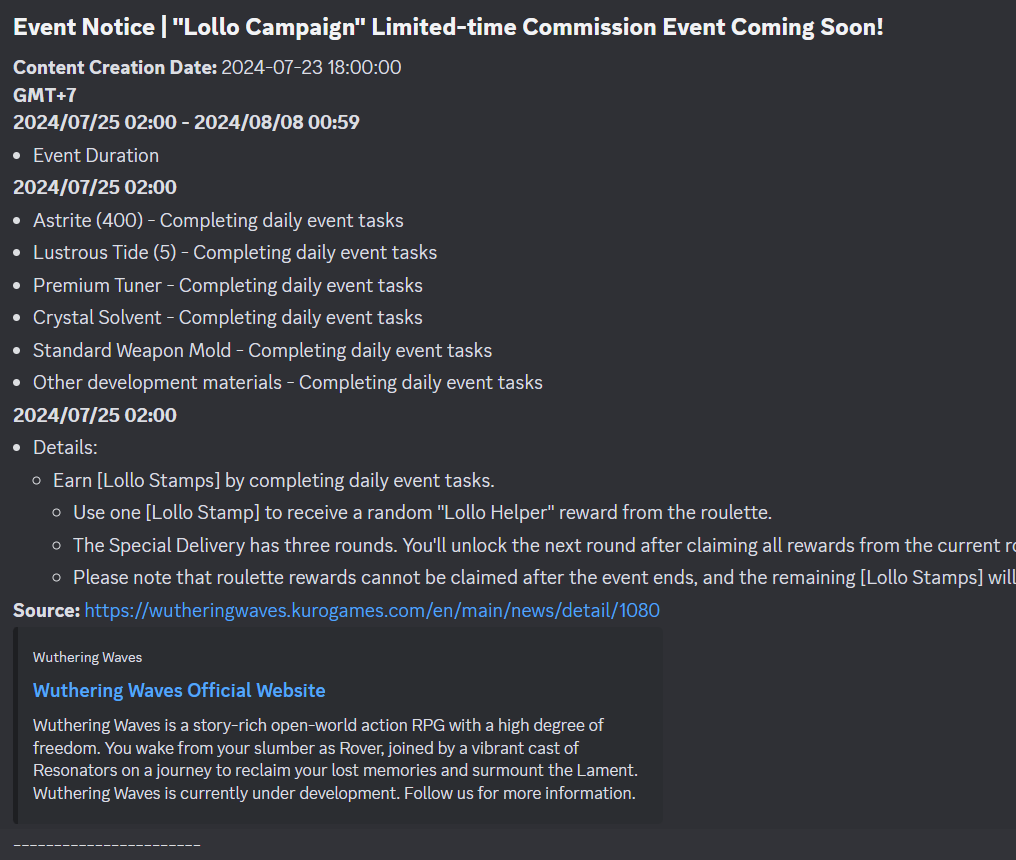 Event Notice | "Lollo Campaign" Limited-time Commission Event Coming Soon!
Content Creation Date: 2024-07-23 18:00:00
GMT+7
2024/07/25 02:00 - 2024/08/08 00:59
• Event Duration
2024/07/25 02:00
• Astrite (400) - Completing daily event tasks
• Lustrous Tide (5) - Completing daily event tasks
• Premium Tuner - Completing daily event tasks
• Crystal Solvent - Completing daily event tasks
• Standard Weapon Mold - Completing daily event tasks
• Other development materials - Completing daily event tasks
2024/07/25 02:00
• Details:
◦ Earn [Lollo Stamps] by completing daily event tasks.
◦ Use one [Lollo Stamp] to receive a random "Lollo Helper" reward from the roulette.
◦ The Special Delivery has three rounds. You'll unlock the next round after claiming all rewards from the current
◦ Please note that roulette rewards cannot be claimed after the event ends, and the remaining [Lollo Stamps] will
Source: https://wutheringwaves.kurogames.com/en/main/news/detail/1080
Wuthering Waves
Wuthering Waves Official Website
Wuthering Waves is a story-rich open-world action RPG with a high degree of
freedom. You wake from your slumber as Rover, joined by a vibrant cast of
Resonators on a journey to reclaim your lost memories and surmount the Lament.
Wuthering Waves is currently under development. Follow us for more information.
-----------------------